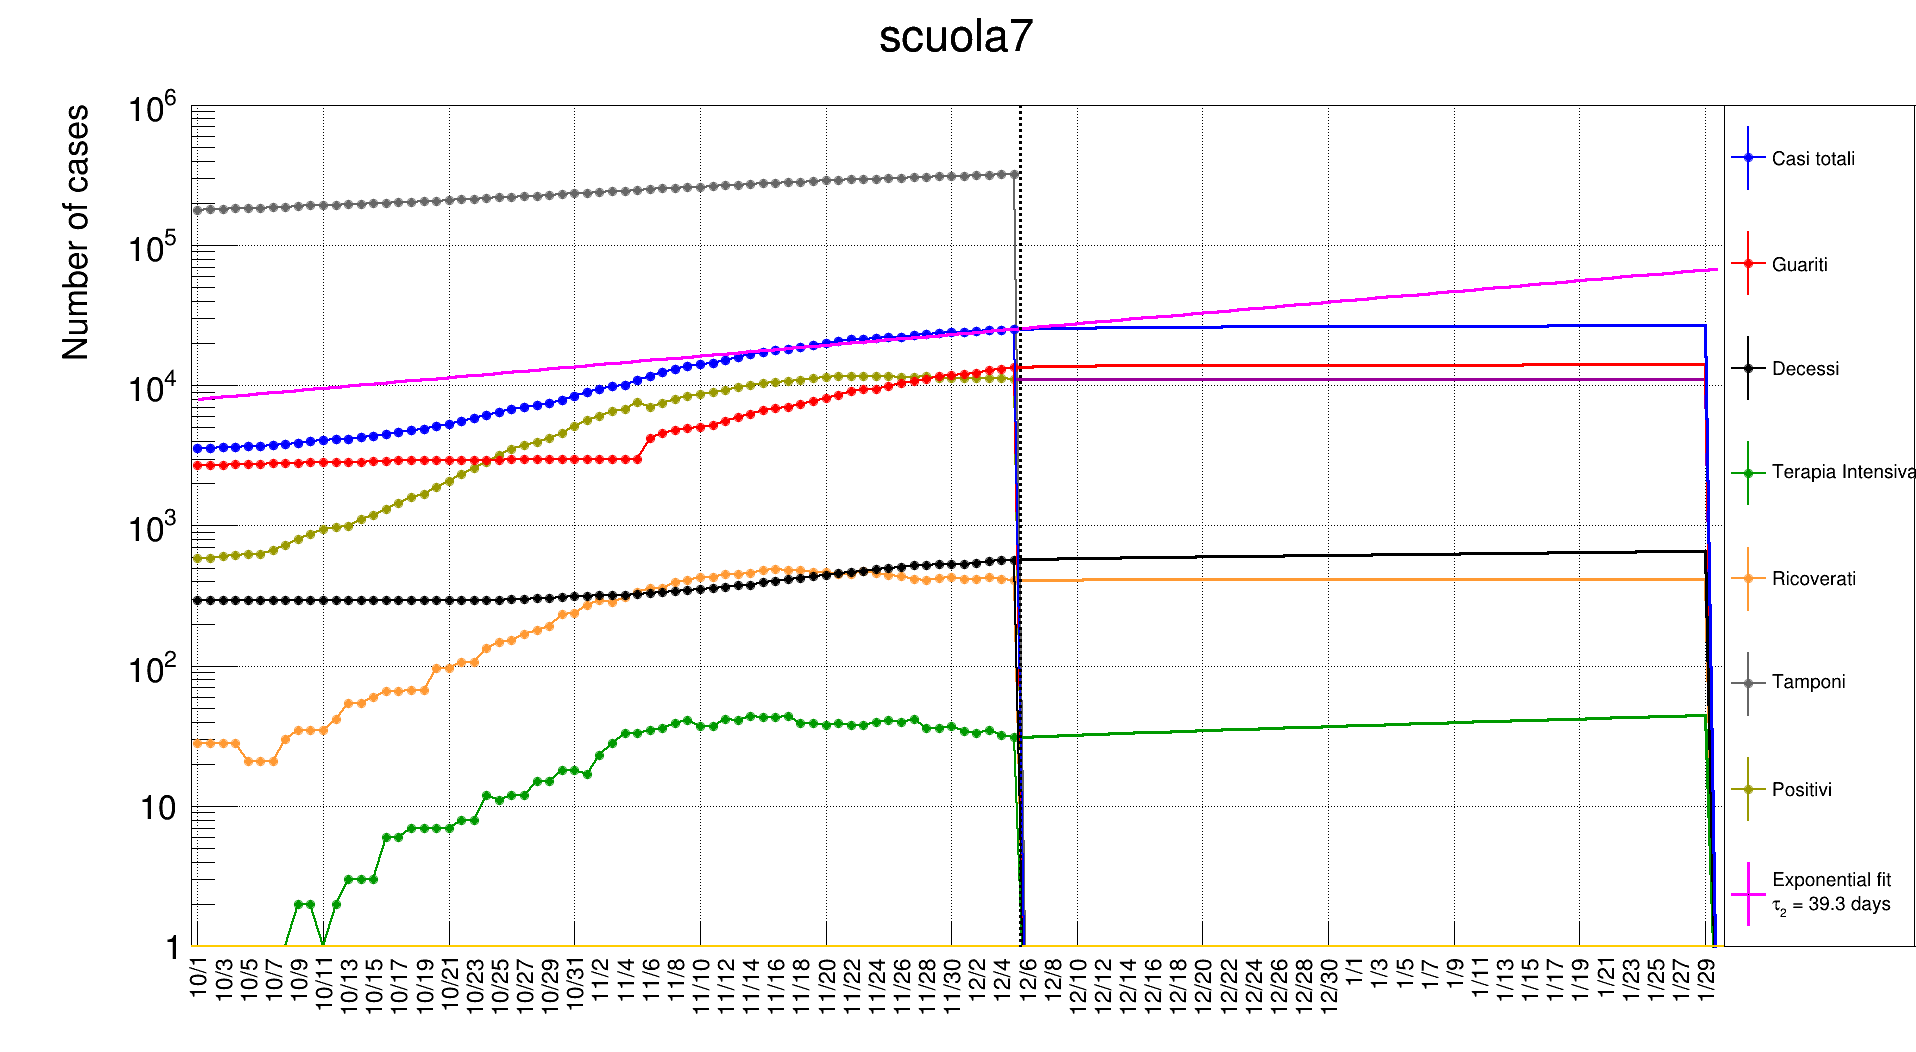 scuola7
Number of cases
10^6
10^5
10^4
10^3
10^2
10
1
10/1 10/3 10/5 10/7 10/9 10/11 10/13 10/15 10/17 10/19 10/21 10/23 10/25 10/27 10/29 10/31 11/2 11/4 11/6 11/8 11/10 11/12 11/14 11/16 11/18 11/20 11/22 11/24 11/26 11/28 11/30 12/2 12/4 12/6 12/8 12/10 12/12 12/14 12/16 12/18 12/20 12/22 12/24 12/26 12/28 12/30 1/1 1/3 1/5 1/7 1/9 1/11 1/13 1/15 1/17 1/19 1/21 1/23 1/25 1/27 1/29
Casi totali
Guariti
Decessi
Terapia Intensiva
Ricoverati
Tamponi
Positivi
Exponential fit
τ_2 = 39.3 days